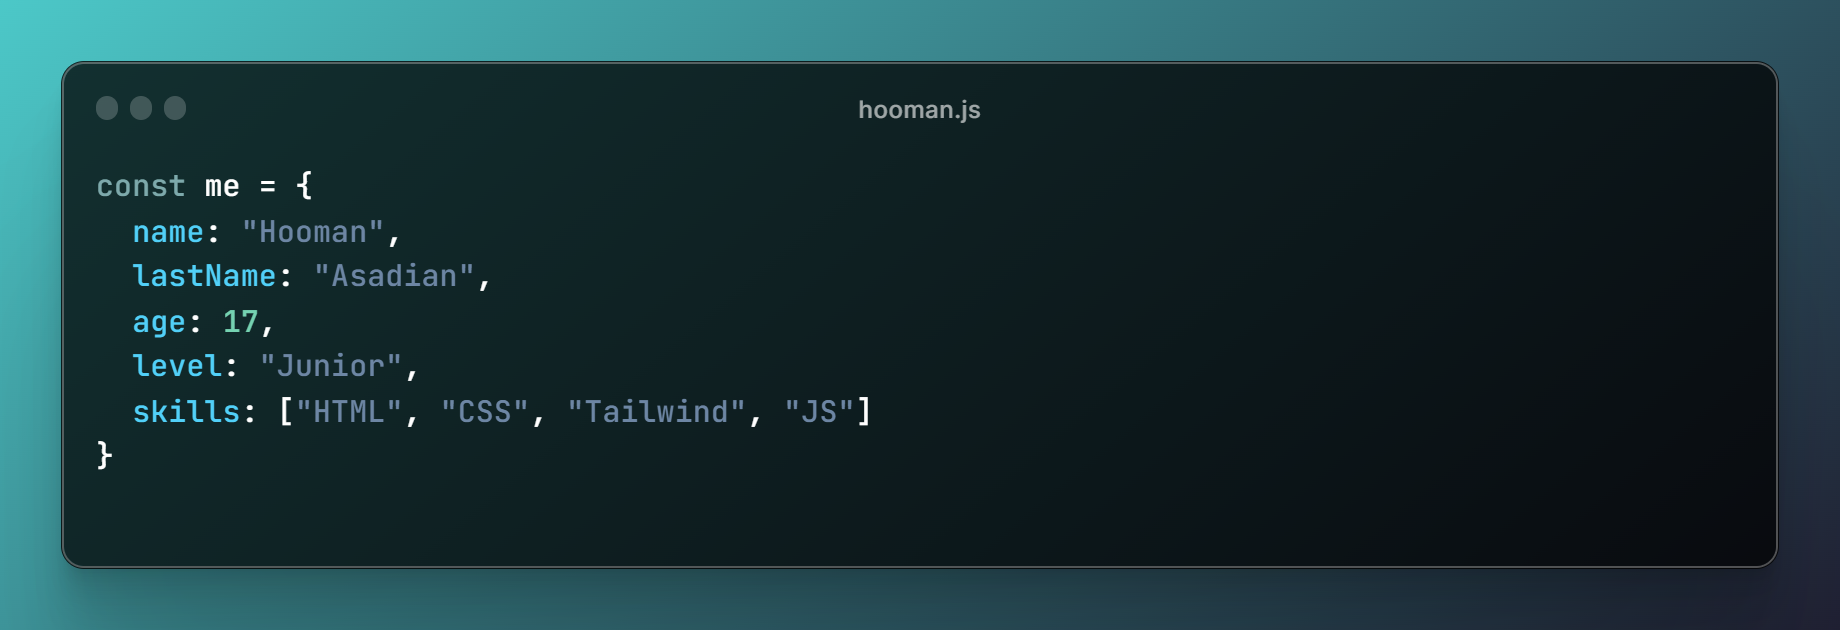 hooman.js
const me = {
  name: "Hooman",
  lastName: "Asadian",
  age: 17,
  level: "Junior",
  skills: ["HTML", "CSS", "Tailwind", "JS"]
}